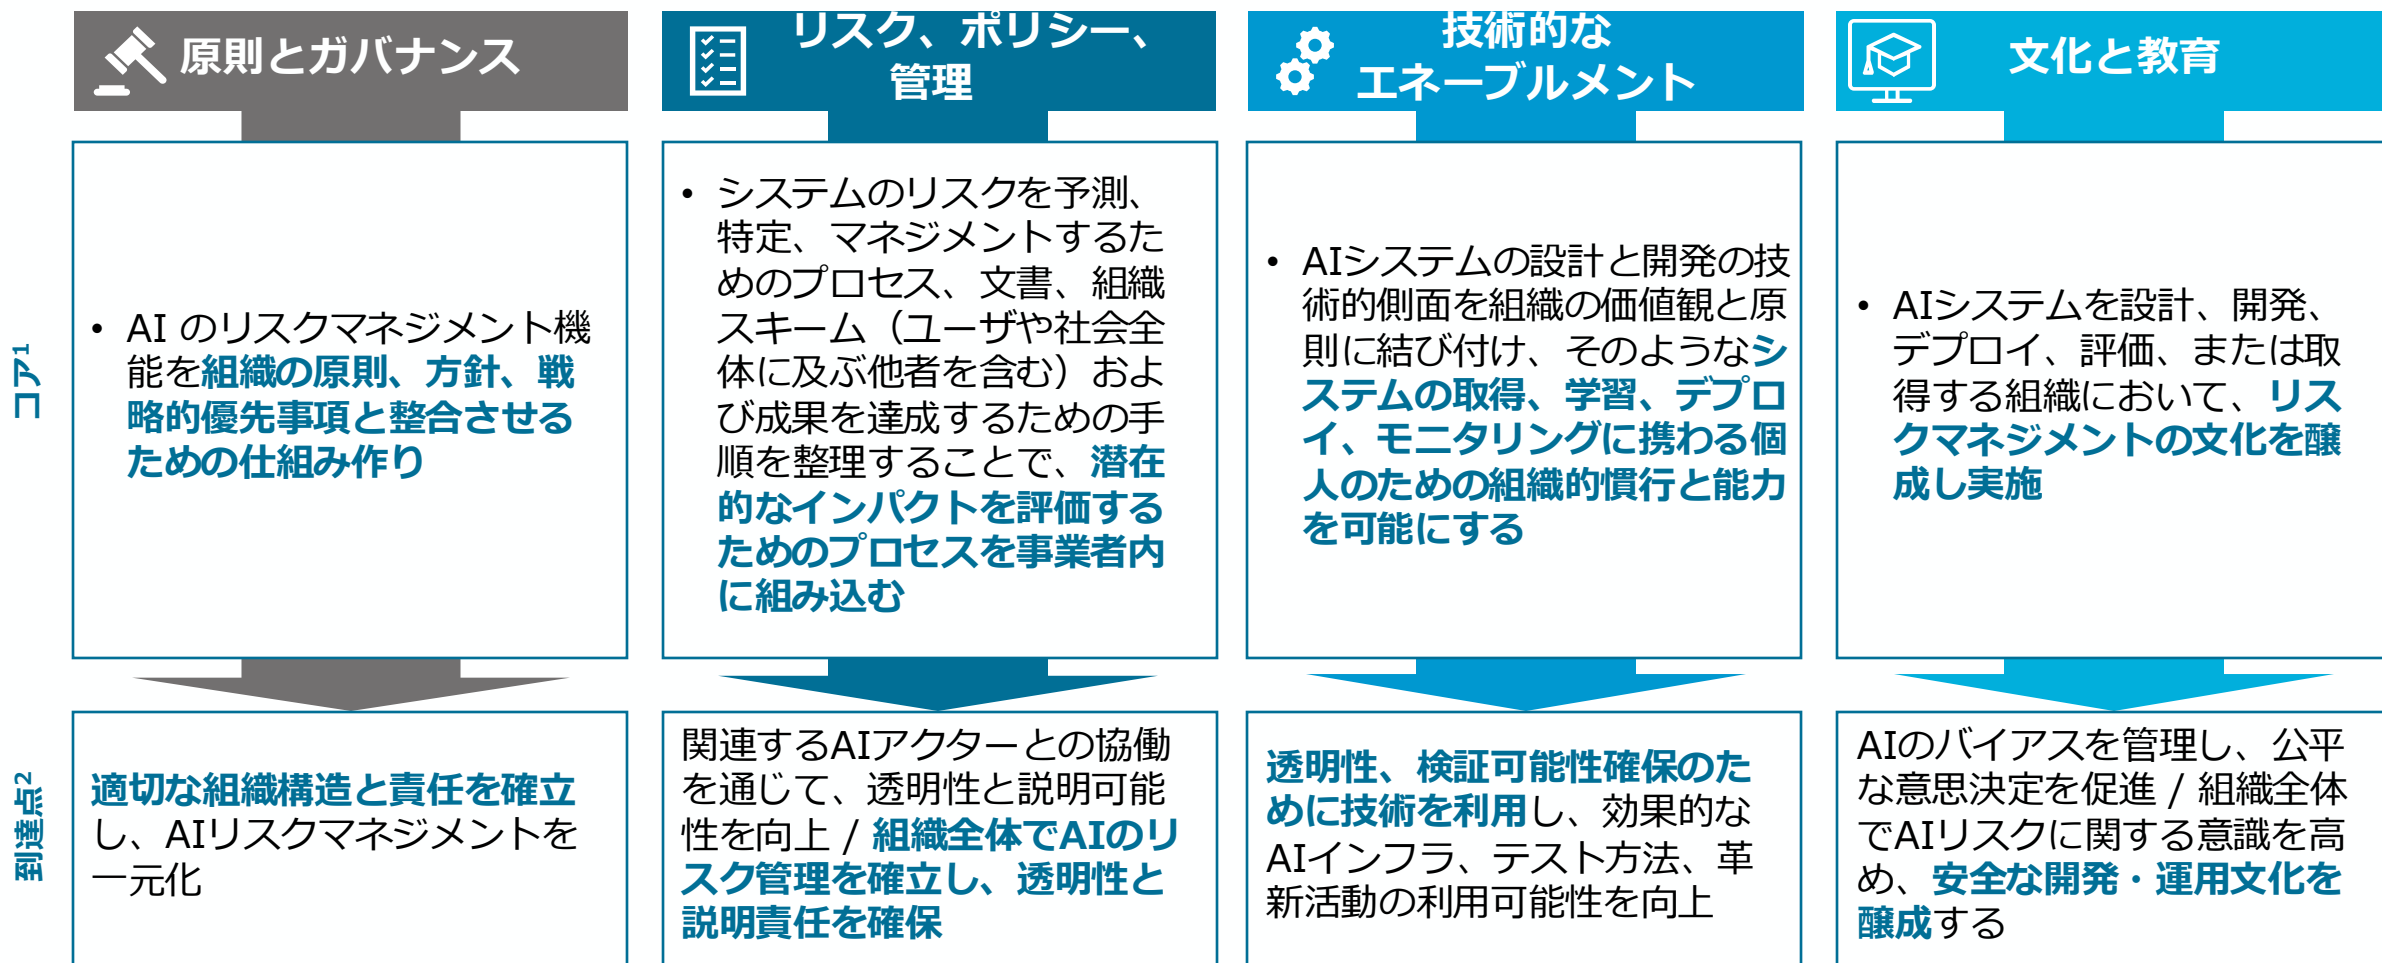 原則とガバナンス
リスク、ポリシー、
管理
技術的な
エネーブルメント
文化と教育
コア1
• AI のリスクマネジメント機
能を組織の原則、方針、戦
略的優先事項と整合させる
ための仕組み作り
• システムのリスクを予測、
特定、マネジメントするた
めのプロセス、文書、組織
スキーム（ユーザや社会全
体に及ぶ他者を含む）およ
び成果を達成するための手
順を整理することで、潜在
的なインパクトを評価する
ためのプロセスを事業者内
に組み込む
• AIシステムの設計と開発の技
術的側面を組織の価値観と原
則に結び付け、そのようなシ
ステムの取得、学習、デプロ
イ、モニタリングに携わる個
人のための組織的慣行と能力
を可能にする
• AIシステムを設計、開発、
デプロイ、評価、または取
得する組織において、リス
クマネジメントの文化を醸
成し実施
到達点2
適切な組織構造と責任を確立
し、AIリスクマネジメントを
一元化
関連するAIアクターとの協働
を通じて、透明性と説明可能
性を向上 / 組織全体でAIのリ
スク管理を確立し、透明性と
説明責任を確保
透明性、検証可能性確保のた
めに技術を利用し、効果的な
AIインフラ、テスト方法、革
新活動の利用可能性を向上
AIのバイアスを管理し、公平
な意思決定を促進 / 組織全体
でAIリスクに関する意識を高
め、安全な開発・運用文化を
醸成する